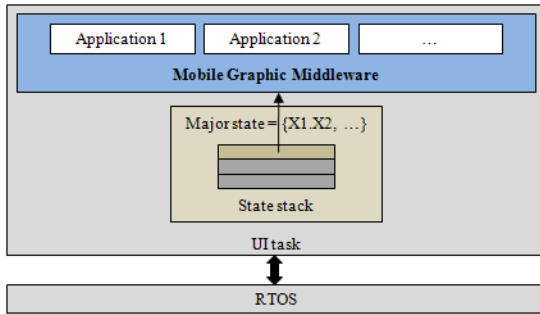 Application 1 Application 2 ...
Mobile Graphic Middleware
Major state = {X1.X2, ...}
State stack
UI task
RTOS